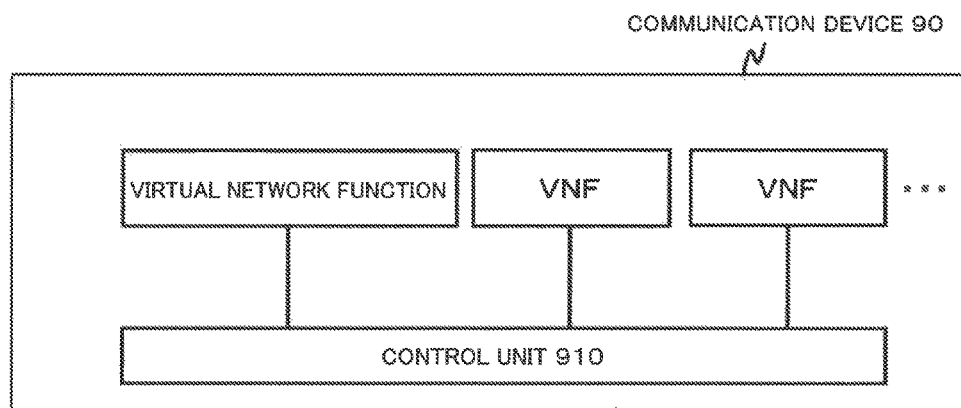 COMMUNICATION DEVICE 90
VIRTUAL NETWORK FUNCTION
VNF
VNF
...
CONTROL UNIT 910